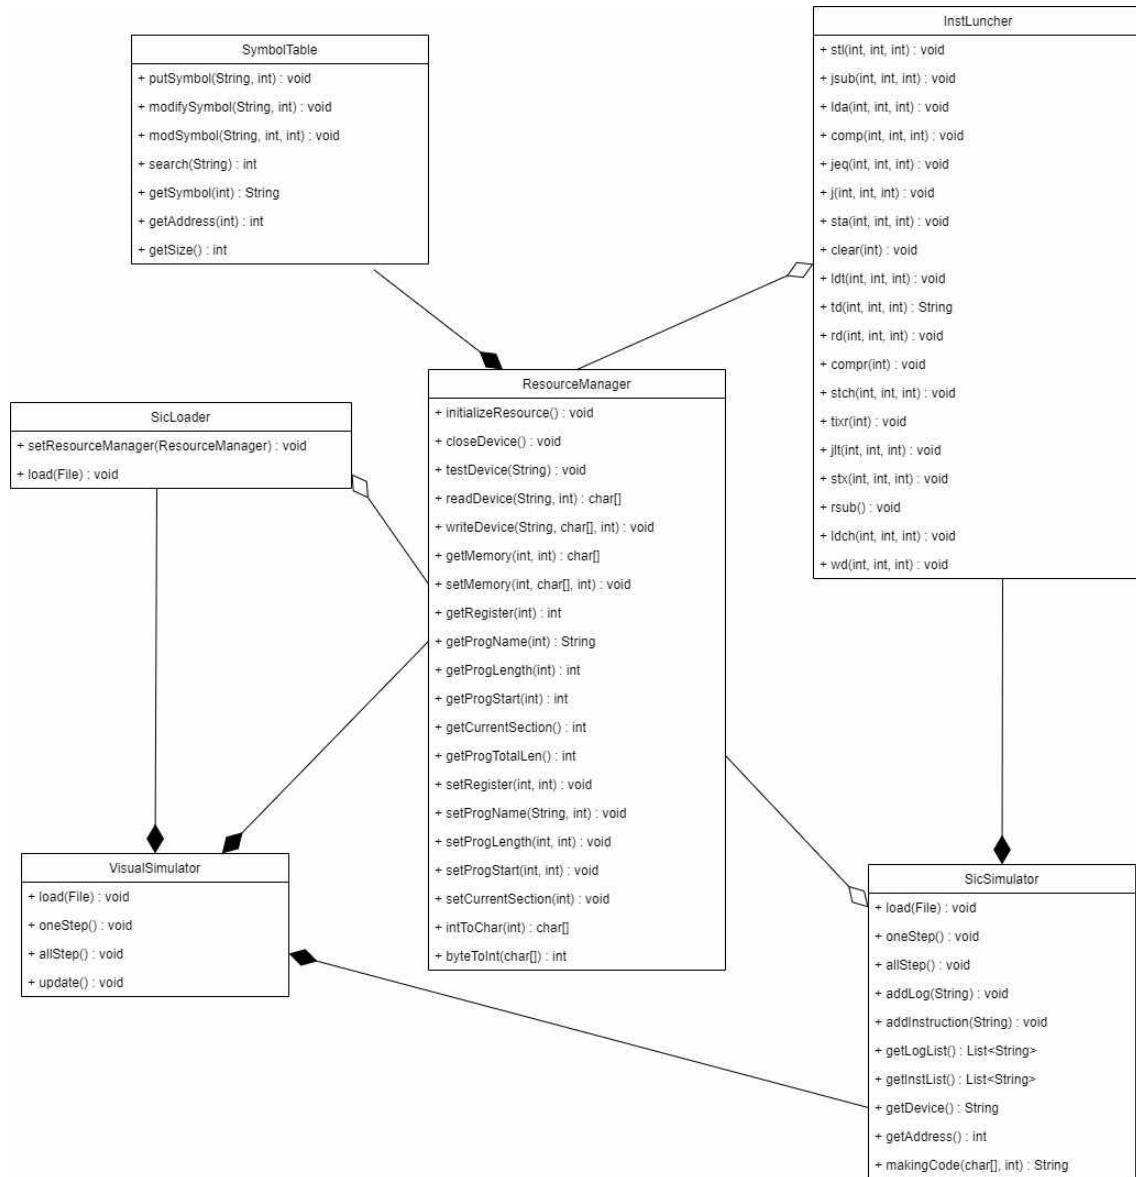 SymbolTable
+ putSymbol(String, int) : void
+ modifySymbol(String, int) : void
+ modSymbol(String, int, int) : void
+ search(String) : int
+ getSymbol(int) : String
+ getAddress(int) : int
+ getSize() : int
InstLuncher
+ stl(int, int, int) : void
+ jsub(int, int, int) : void
+ lda(int, int, int) : void
+ comp(int, int, int) : void
+ jeq(int, int, int) : void
+ j(int, int, int) : void
+ sta(int, int, int) : void
+ clear(int) : void
+ ldt(int, int, int) : void
+ td(int, int, int) : String
+ rd(int, int, int) : void
+ compr(int) : void
+ stch(int, int, int) : void
+ tixr(int) : void
+ jlt(int, int, int) : void
+ stx(int, int, int) : void
+ rsub() : void
+ ldch(int, int, int) : void
+ wd(int, int, int) : void
SicLoader
+ setResourceManager(ResourceManager) : void
+ load(File) : void
ResourceManager
+ initializeResource() : void
+ closeDevice() : void
+ testDevice(String) : void
+ readDevice(String, int) : char[]
+ writeDevice(String, char[], int) : void
+ getMemory(int, int) : char[]
+ setMemory(int, char[], int) : void
+ getRegister(int) : int
+ getProgName(int) : String
+ getProgLength(int) : int
+ getProgStart(int) : int
+ getCurrentSection() : int
+ getProgTotalLen() : int
+ setRegister(int, int) : void
+ setProgName(String, int) : void
+ setProgLength(int, int) : void
+ setProgStart(int, int) : void
+ setCurrentSection(int) : void
+ intToChar(int) : char[]
+ byteToInt(char[]) : int
VisualSimulator
+ load(File) : void
+ oneStep() : void
+ allStep() : void
+ update() : void
SicSimulator
+ load(File) : void
+ oneStep() : void
+ allStep() : void
+ addLog(String) : void
+ addInstruction(String) : void
+ getLogList() : List<String>
+ getInstList() : List<String>
+ getDevice() : String
+ getAddress() : int
+ makingCode(char[], int) : String